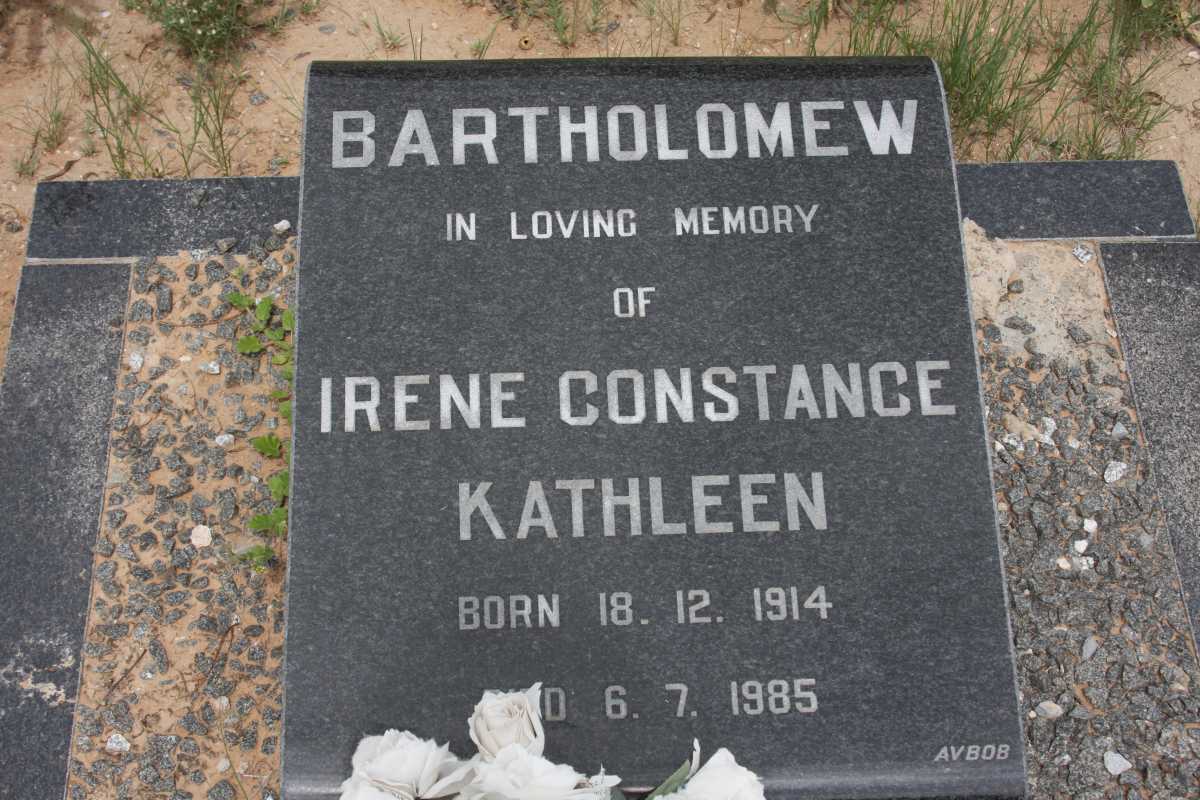 BARTHOLOMEW
IN LOVING MEMORY
OF
IRENE CONSTANCE
KATHLEEN
BORN 18. 12. 1914
6. 7. 1985
AVBOB